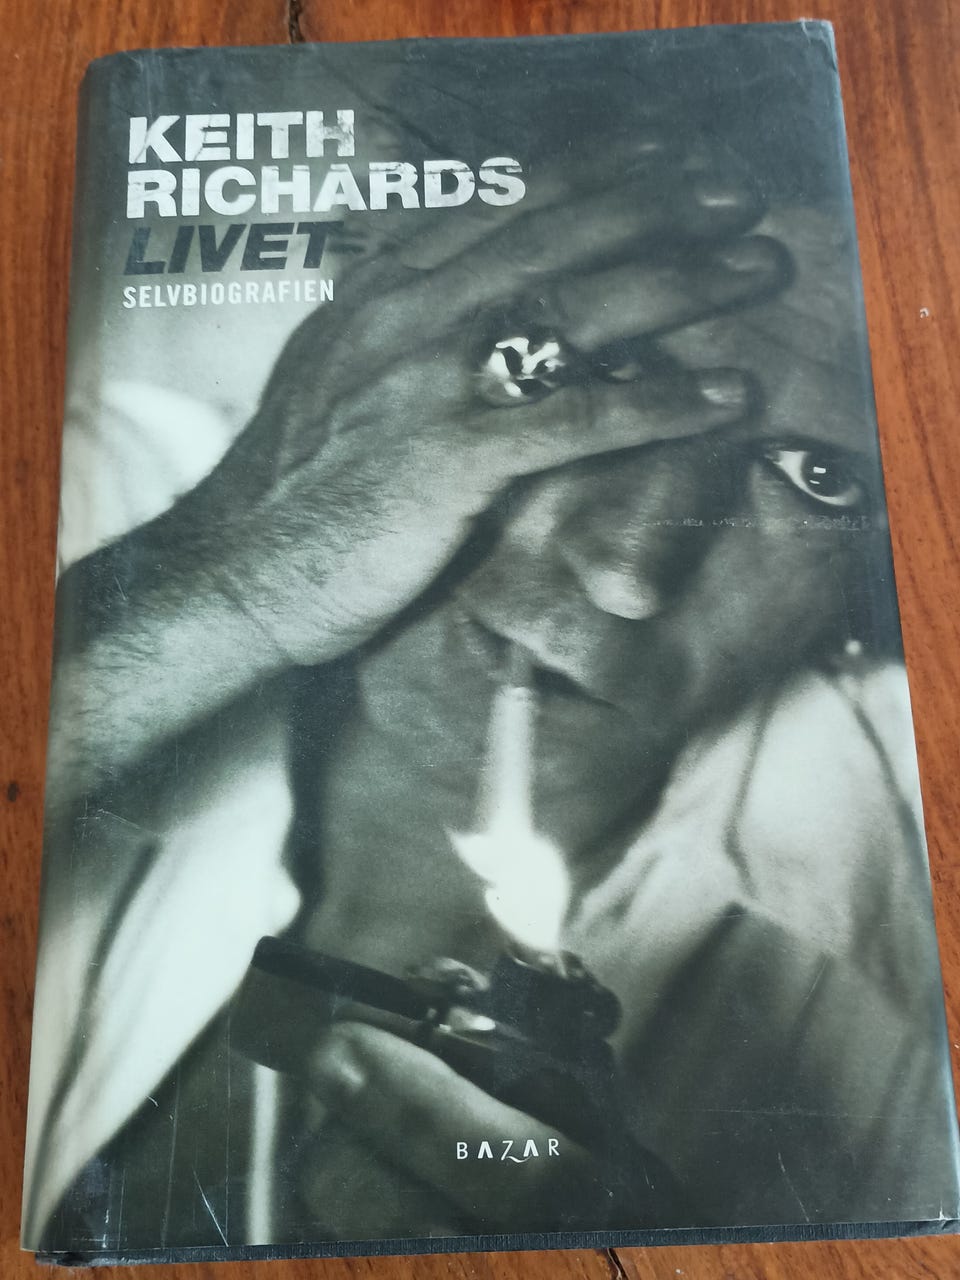 KEITH
RICHARDS
LIVET
SELVBIOGRAFIEN
BAZAR